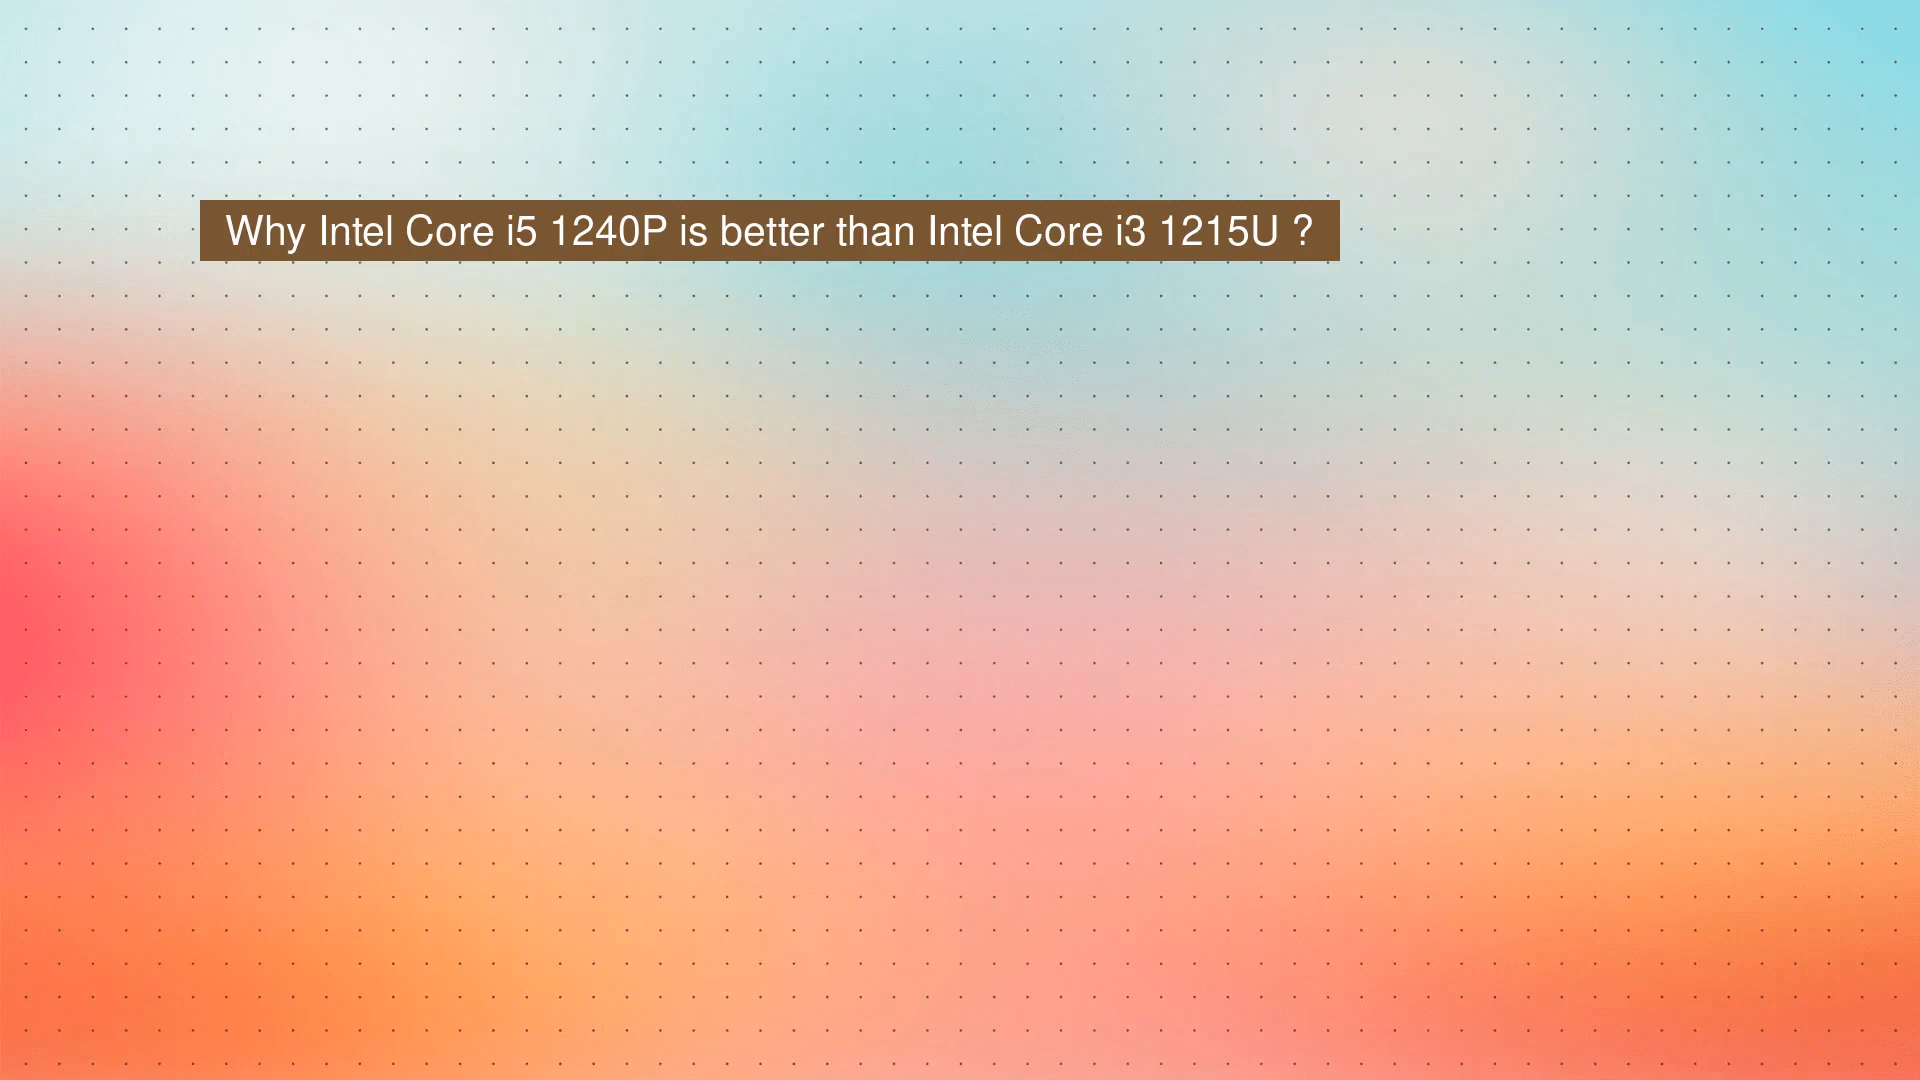 Why Intel Core i5 1240P is better than Intel Core i3 1215U ?